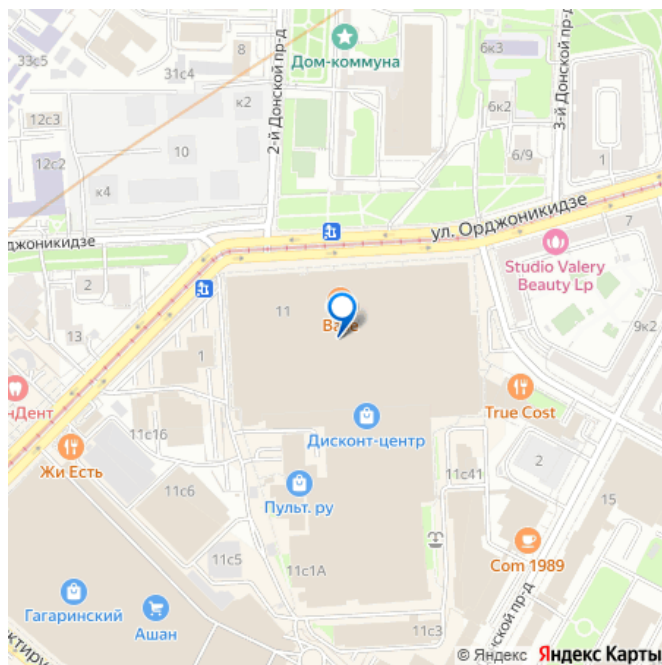 33с5
31с4
8
2-й Донской пр-д
Дом-коммуна
6к3
3-й Донской пр-д
12с3
к2
6к2
12с2
10
6/9
1
к4
ул. Орджоникидзе
7
рджоникидзе
Studio Valery
Beauty Lp
2
11
13
1
9к2
нДент
True Cost
Дисконт-центр
11с16
Жи Есть
2
11с41
11с6
Пульт.ру
15
11с5
Com 1989
11с1А
Гагаринский
Ашан
11с3
ской пр-д
ктиру
© Яндекс Яндекс Карты